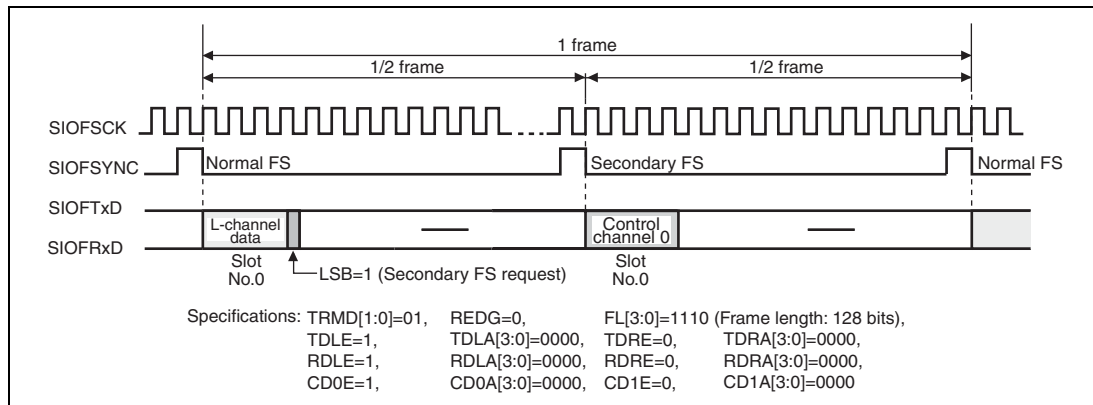 1 frame
1/2 frame 1/2 frame
SIOFSCK
SIOFSYNC Normal FS Secondary FS Normal FS
SIOFTxD
SIOFRxD
L-channel data
Control channel 0
Slot No.0
Slot No.0
LSB=1 (Secondary FS request)
Specifications: TRMD[1:0]=01, REDG=0, FL[3:0]=1110 (Frame length: 128 bits),
TDLE=1, TDLA[3:0]=0000, TDRE=0, TDRA[3:0]=0000,
RDLE=1, RDLA[3:0]=0000, RDRE=0, RDRA[3:0]=0000,
CD0E=1, CD0A[3:0]=0000, CD1E=0, CD1A[3:0]=0000